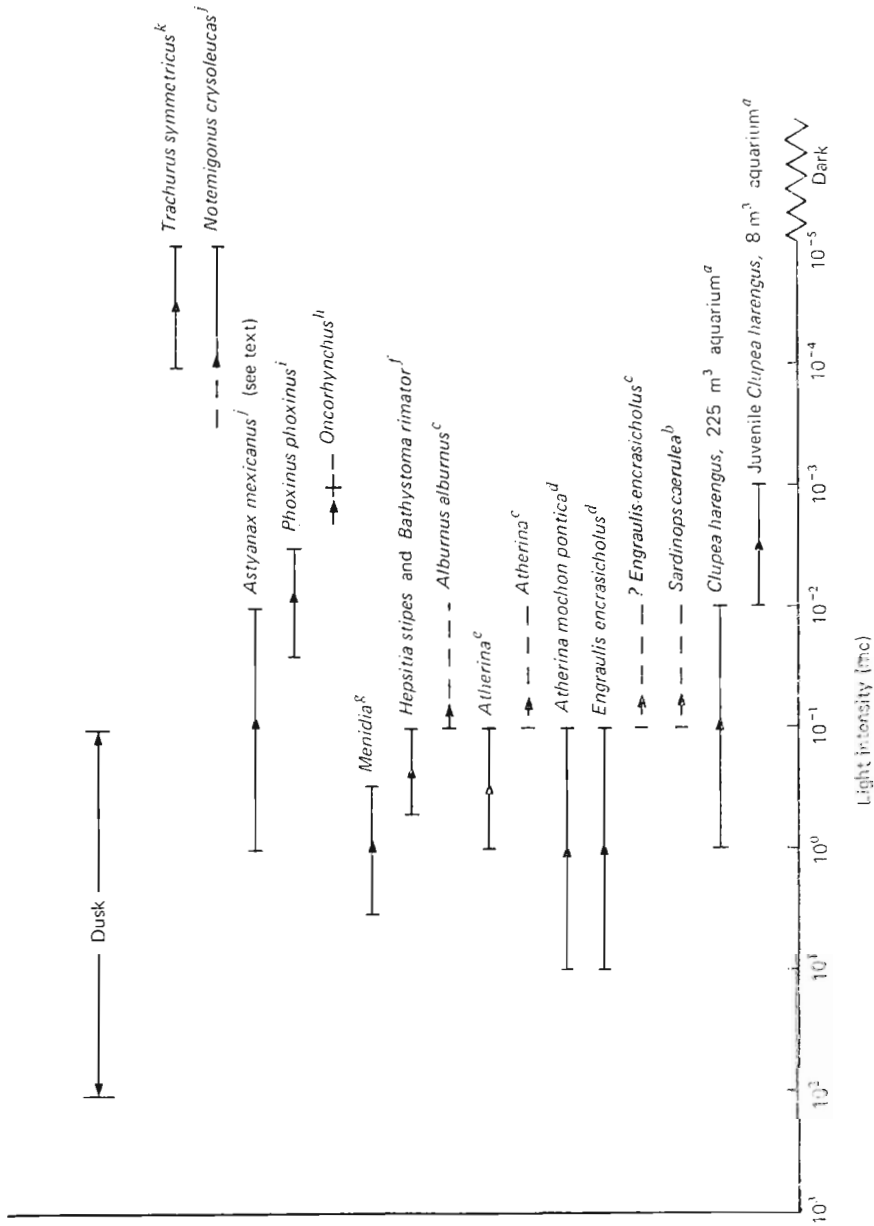 Dusk
Trachurus symmetricus^k
Notemigonus crysoleucas^j
Astyanax mexicanus^j (see text)
Phoxinus phoxinus^i
Oncorhynchus^h
Menidia^g
Hepsitia stipes and Bathystoma rimator^f
Alburnus alburnus^c
Atherina^e
Atherina^c
Atherina mochon pontica^d
Engraulis encrasicholus^d
? Engraulis encrasicholus^c
Sardinops caerulea^b
Clupea harengus, 225 m³ aquarium^a
Juvenile Clupea harengus, 8 m³ aquarium^a
10³ 10² 10¹ 10⁰ 10⁻¹ 10⁻² 10⁻³ 10⁻⁴ 10⁻⁵ Dark
Light intensity (mc)